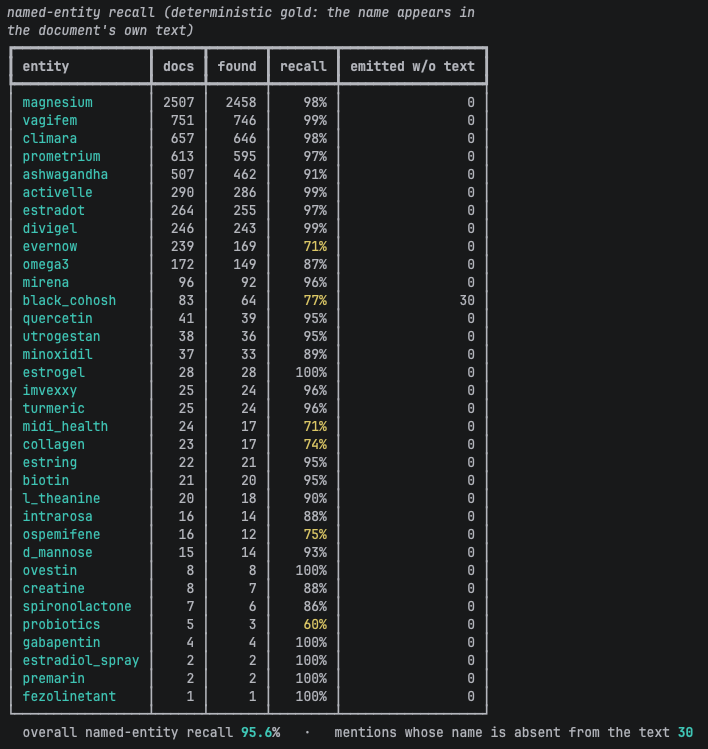 named-entity recall (deterministic gold: the name appears in
the document's own text)
entity docs found recall emitted w/o text
magnesium 2507 2458 98% 0
vagifem 751 746 99% 0
climara 657 646 98% 0
prometrium 613 595 97% 0
ashwagandha 507 462 91% 0
activelle 290 286 99% 0
estradot 264 255 97% 0
divigel 246 243 99% 0
evernow 239 169 71% 0
omega3 172 149 87% 0
mirena 96 92 96% 0
black_cohosh 83 64 77% 30
quercetin 41 39 95% 0
utrogestan 38 36 95% 0
minoxidil 37 33 89% 0
estrogel 28 28 100% 0
imvexxy 25 24 96% 0
turmeric 25 24 96% 0
midi_health 24 17 71% 0
collagen 23 17 74% 0
estring 22 21 95% 0
biotin 21 20 95% 0
l_theanine 20 18 90% 0
intrarosa 16 14 88% 0
ospemifene 16 12 75% 0
d_mannose 15 14 93% 0
ovestin 8 8 100% 0
creatine 8 7 88% 0
spironolactone 7 6 86% 0
probiotics 5 3 60% 0
gabapentin 4 4 100% 0
estradiol_spray 2 2 100% 0
premarin 2 2 100% 0
fezolinetant 1 1 100% 0
overall named-entity recall 95.6% · mentions whose name is absent from the text 30